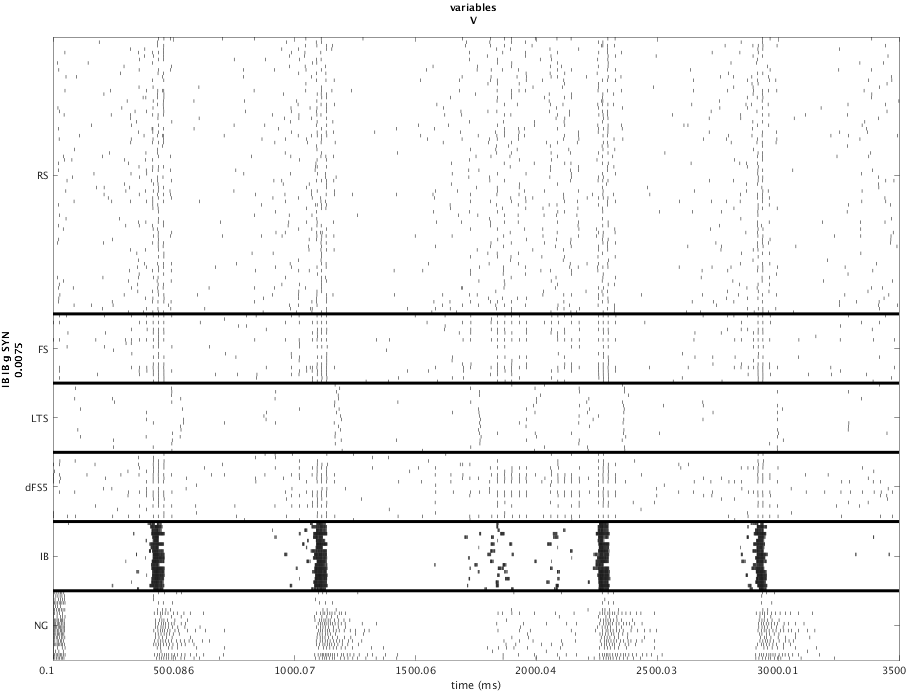 variables
V
RS
FS
LTS
dFS5
IB
NG
IB IB g SYN
0.0075
0.1
500.086
1000.07
1500.06
2000.04
2500.03
3000.01
3500
time (ms)